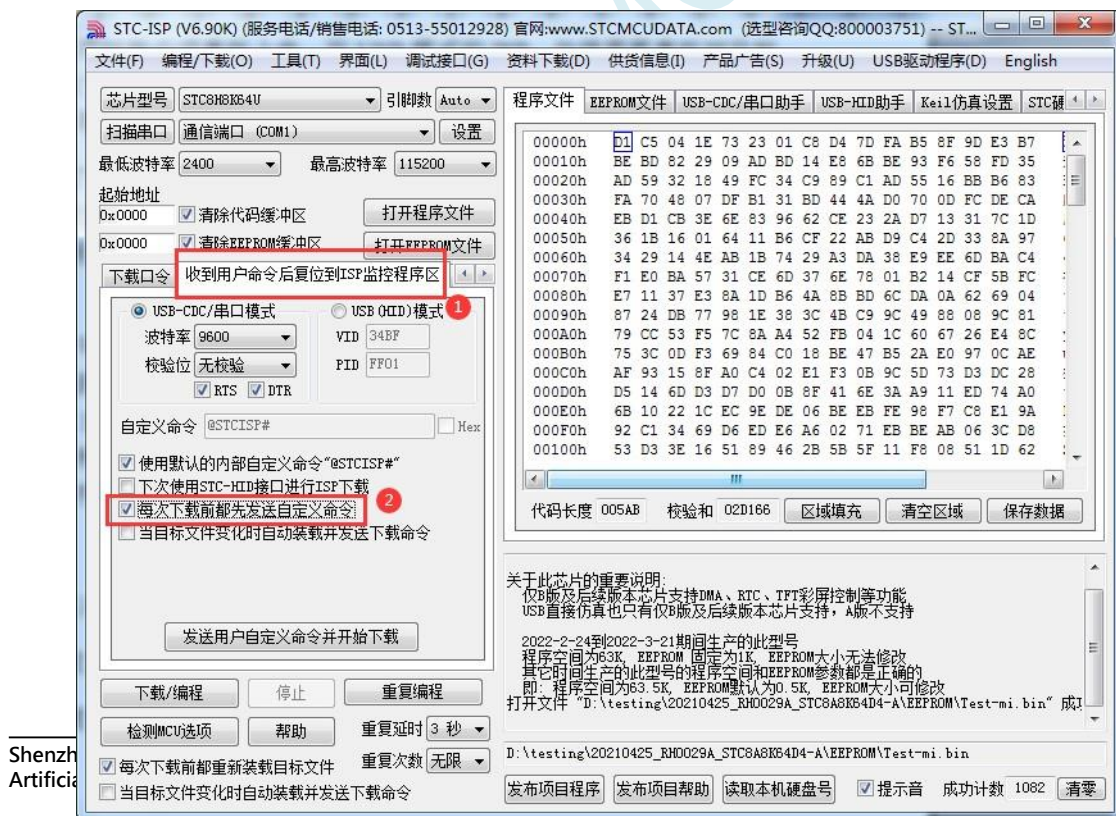 STC-ISP (V6.90K) (服务电话/销售电话: 0513-55012928) 官网:www.STCMCUDATA.com (选型咨询QQ:800003751) -- ST...
文件(F) 编程/下载(O) 工具(T) 界面(L) 调试接口(G) 资料下载(D) 供货信息(I) 产品广告(S) 升级(U) USB驱动程序(D) English
芯片型号 STC8H8K64U 引脚数 Auto
扫描串口 通信端口 (COM1) 设置
最低波特率 2400 最高波特率 115200
起始地址
0x0000 清除代码缓冲区 打开程序文件
0x0000 清除EEPROM缓冲区 打开EEPROM文件
下载口令 收到用户命令后复位到ISP监控程序区
1
USB-CDC/串口模式 USB(HID)模式
波特率 9600 VID 34BF
校验位 无校验 PID FF01
RTS DTR
自定义命令 @STCISP# Hex
使用默认的内部自定义命令"@STCISP#"
下次使用STC-HID接口进行ISP下载
每次下载前都先发送自定义命令 2
当目标文件变化时自动装载并发送下载命令
发送用户自定义命令并开始下载
下载/编程 停止 重复编程
检测MCU选项 帮助 重复延时 3 秒
每次下载前都重新装载目标文件 重复次数 无限
当目标文件变化时自动装载并发送下载命令
程序文件 EEPROM文件 USB-CDC/串口助手 USB-HID助手 Keil仿真设置 STC硬
00000h D1 C5 04 1E 73 23 01 C8 D4 7D FA B5 8F 9D E3 B7
00010h BE BD 82 29 09 AD BD 14 E8 6B BE 93 F6 58 FD 35
00020h AD 59 32 18 49 FC 34 C9 89 C1 AD 55 16 BB B6 83
00030h FA 70 48 07 DF B1 31 BD 44 4A D0 70 0D FC DE CA
00040h EB D1 CB 3E 6E 83 96 62 CE 23 2A D7 13 31 7C 1D
00050h 36 1B 16 01 64 11 B6 CF 22 AB D9 C4 2D 33 8A 97
00060h 34 29 14 4E AB 1B 74 29 A3 DA 38 E9 EE 6D BA C4
00070h F1 E0 BA 57 31 CE 6D 37 6E 78 01 B2 14 CF 5B FC
00080h E7 11 37 E3 8A 1D B6 4A 8B BD 6C DA 0A 62 69 04
00090h 87 24 DB 77 98 1E 38 3C 4B C9 9C 49 88 08 9C 81
000A0h 79 CC 53 F5 7C 8A A4 52 FB 04 1C 60 67 26 E4 8C
000B0h 75 3C 0D F3 69 84 C0 18 BE 47 B5 2A E0 97 0C AE
000C0h AF 93 15 8F A0 C4 02 E1 F3 0B 9C 5D 73 D3 DC 28
000D0h D5 14 6D D3 D7 D0 0B 8F 41 6E 3A A9 11 ED 74 A0
000E0h 6B 10 22 1C EC 9E DE 06 BE EB FE 98 F7 C8 E1 9A
000F0h 92 C1 34 69 D6 ED E6 A6 02 71 EB BE AB 06 3C D8
00100h 53 D3 3E 16 51 89 46 2B 5B 5F 11 F8 08 51 1D 62
代码长度 005AB 校验和 02D166 区域填充 清空区域 保存数据
关于此芯片的重要说明:
仅B版及后续版本芯片支持DMA、RTC、TFT彩屏控制等功能
USB直接仿真也只有仅B版及后续版本芯片支持，A版不支持
2022-2-24到2022-3-21期间生产的此型号
程序空间为63K, EEPROM 固定为1K, EEPROM大小无法修改
其它时间生产的此型号的程序空间和EEPROM参数都是正确的
即: 程序空间为63.5K, EEPROM默认为0.5K, EEPROM大小可修改
打开文件 "D:\testing\20210425_RH0029A_STC8A8K64D4-A\EEPROM\Test-mi.bin" 成
D:\testing\20210425_RH0029A_STC8A8K64D4-A\EEPROM\Test-mi.bin
发布项目程序 发布项目帮助 读取本机硬盘号 提示音 成功计数 1082 清零
Shenzh
Artificia